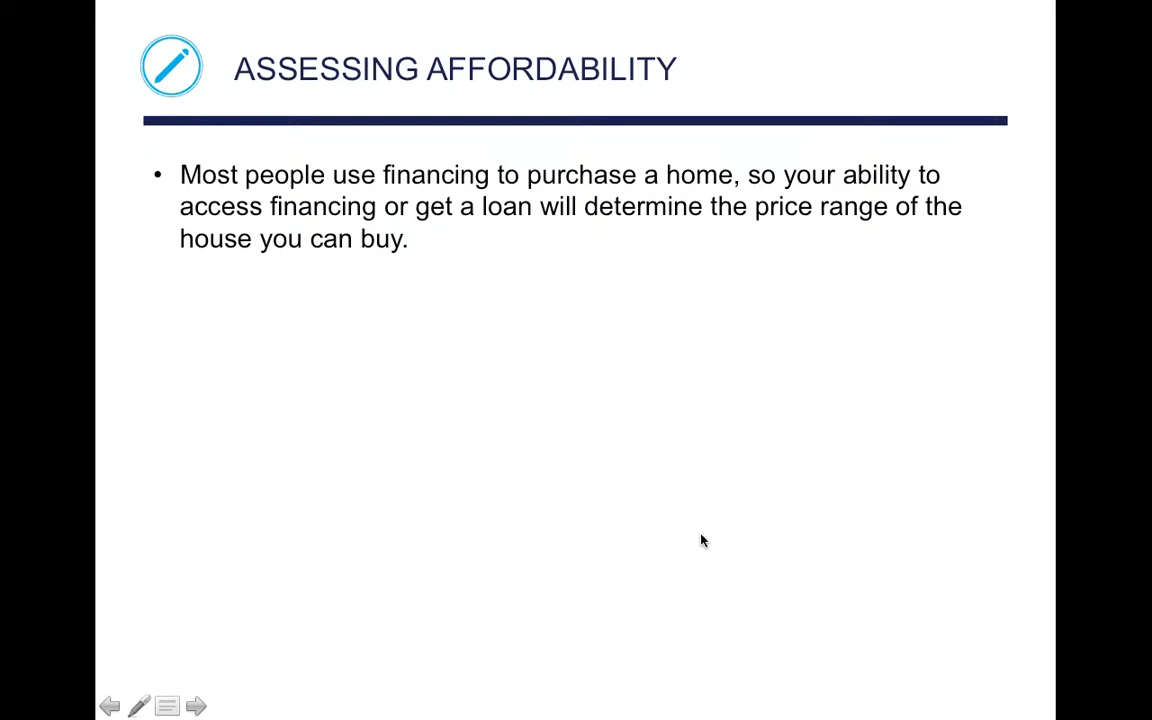 ASSESSING AFFORDABILITY
• Most people use financing to purchase a home, so your ability to
access financing or get a loan will determine the price range of the
house you can buy.